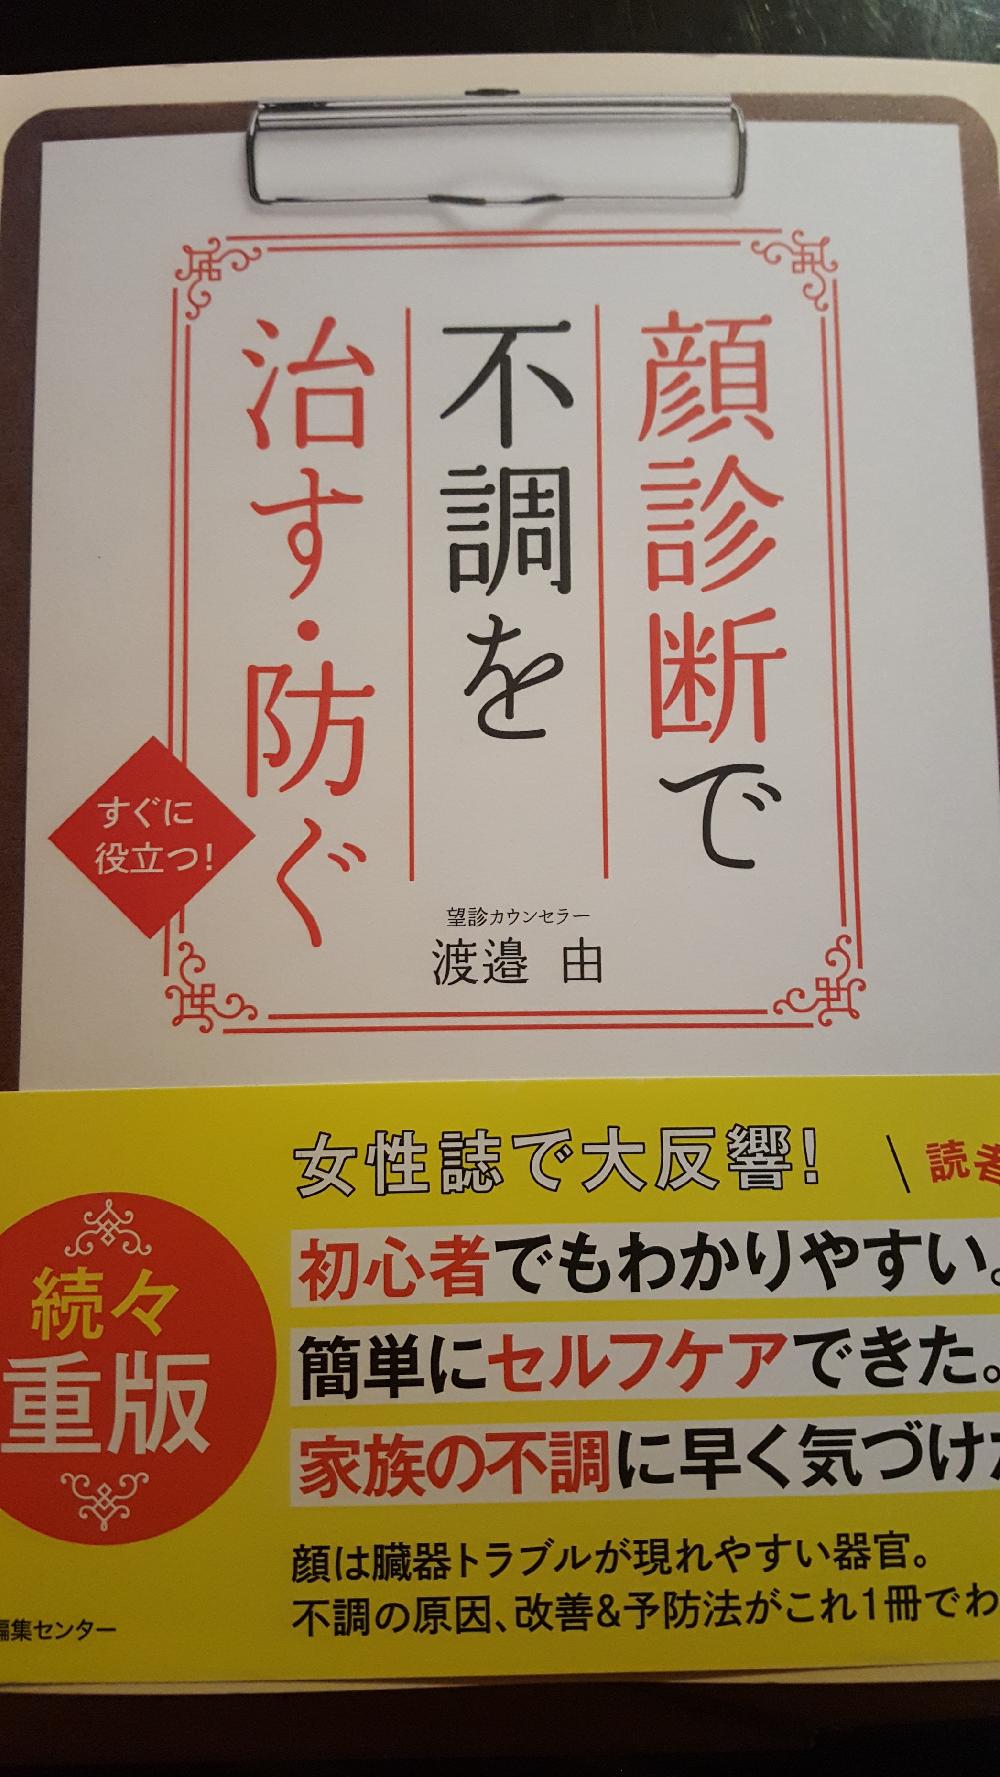 顔診断で
不調を
治す・防ぐ
すぐに
役立つ!
望診カウンセラー
渡邉 由
女性誌で大反響!
読者
続々
重版
初心者でもわかりやすい。
簡単にセルフケアできた。
家族の不調に早く気づけた
顔は臓器トラブルが現れやすい器官。
不調の原因、改善&予防法がこれ1冊でわ
編集センター